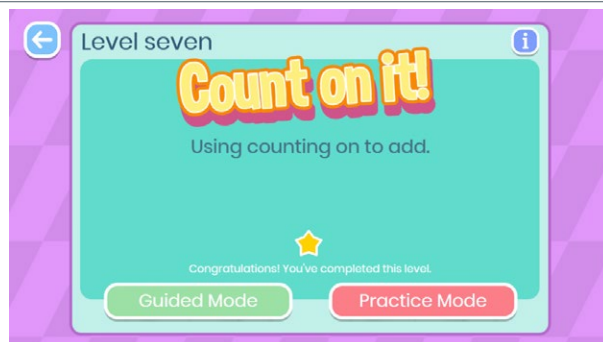 Level seven
i
Count on it!
Using counting on to add.
Congratulations! You've completed this level.
Guided Mode
Practice Mode